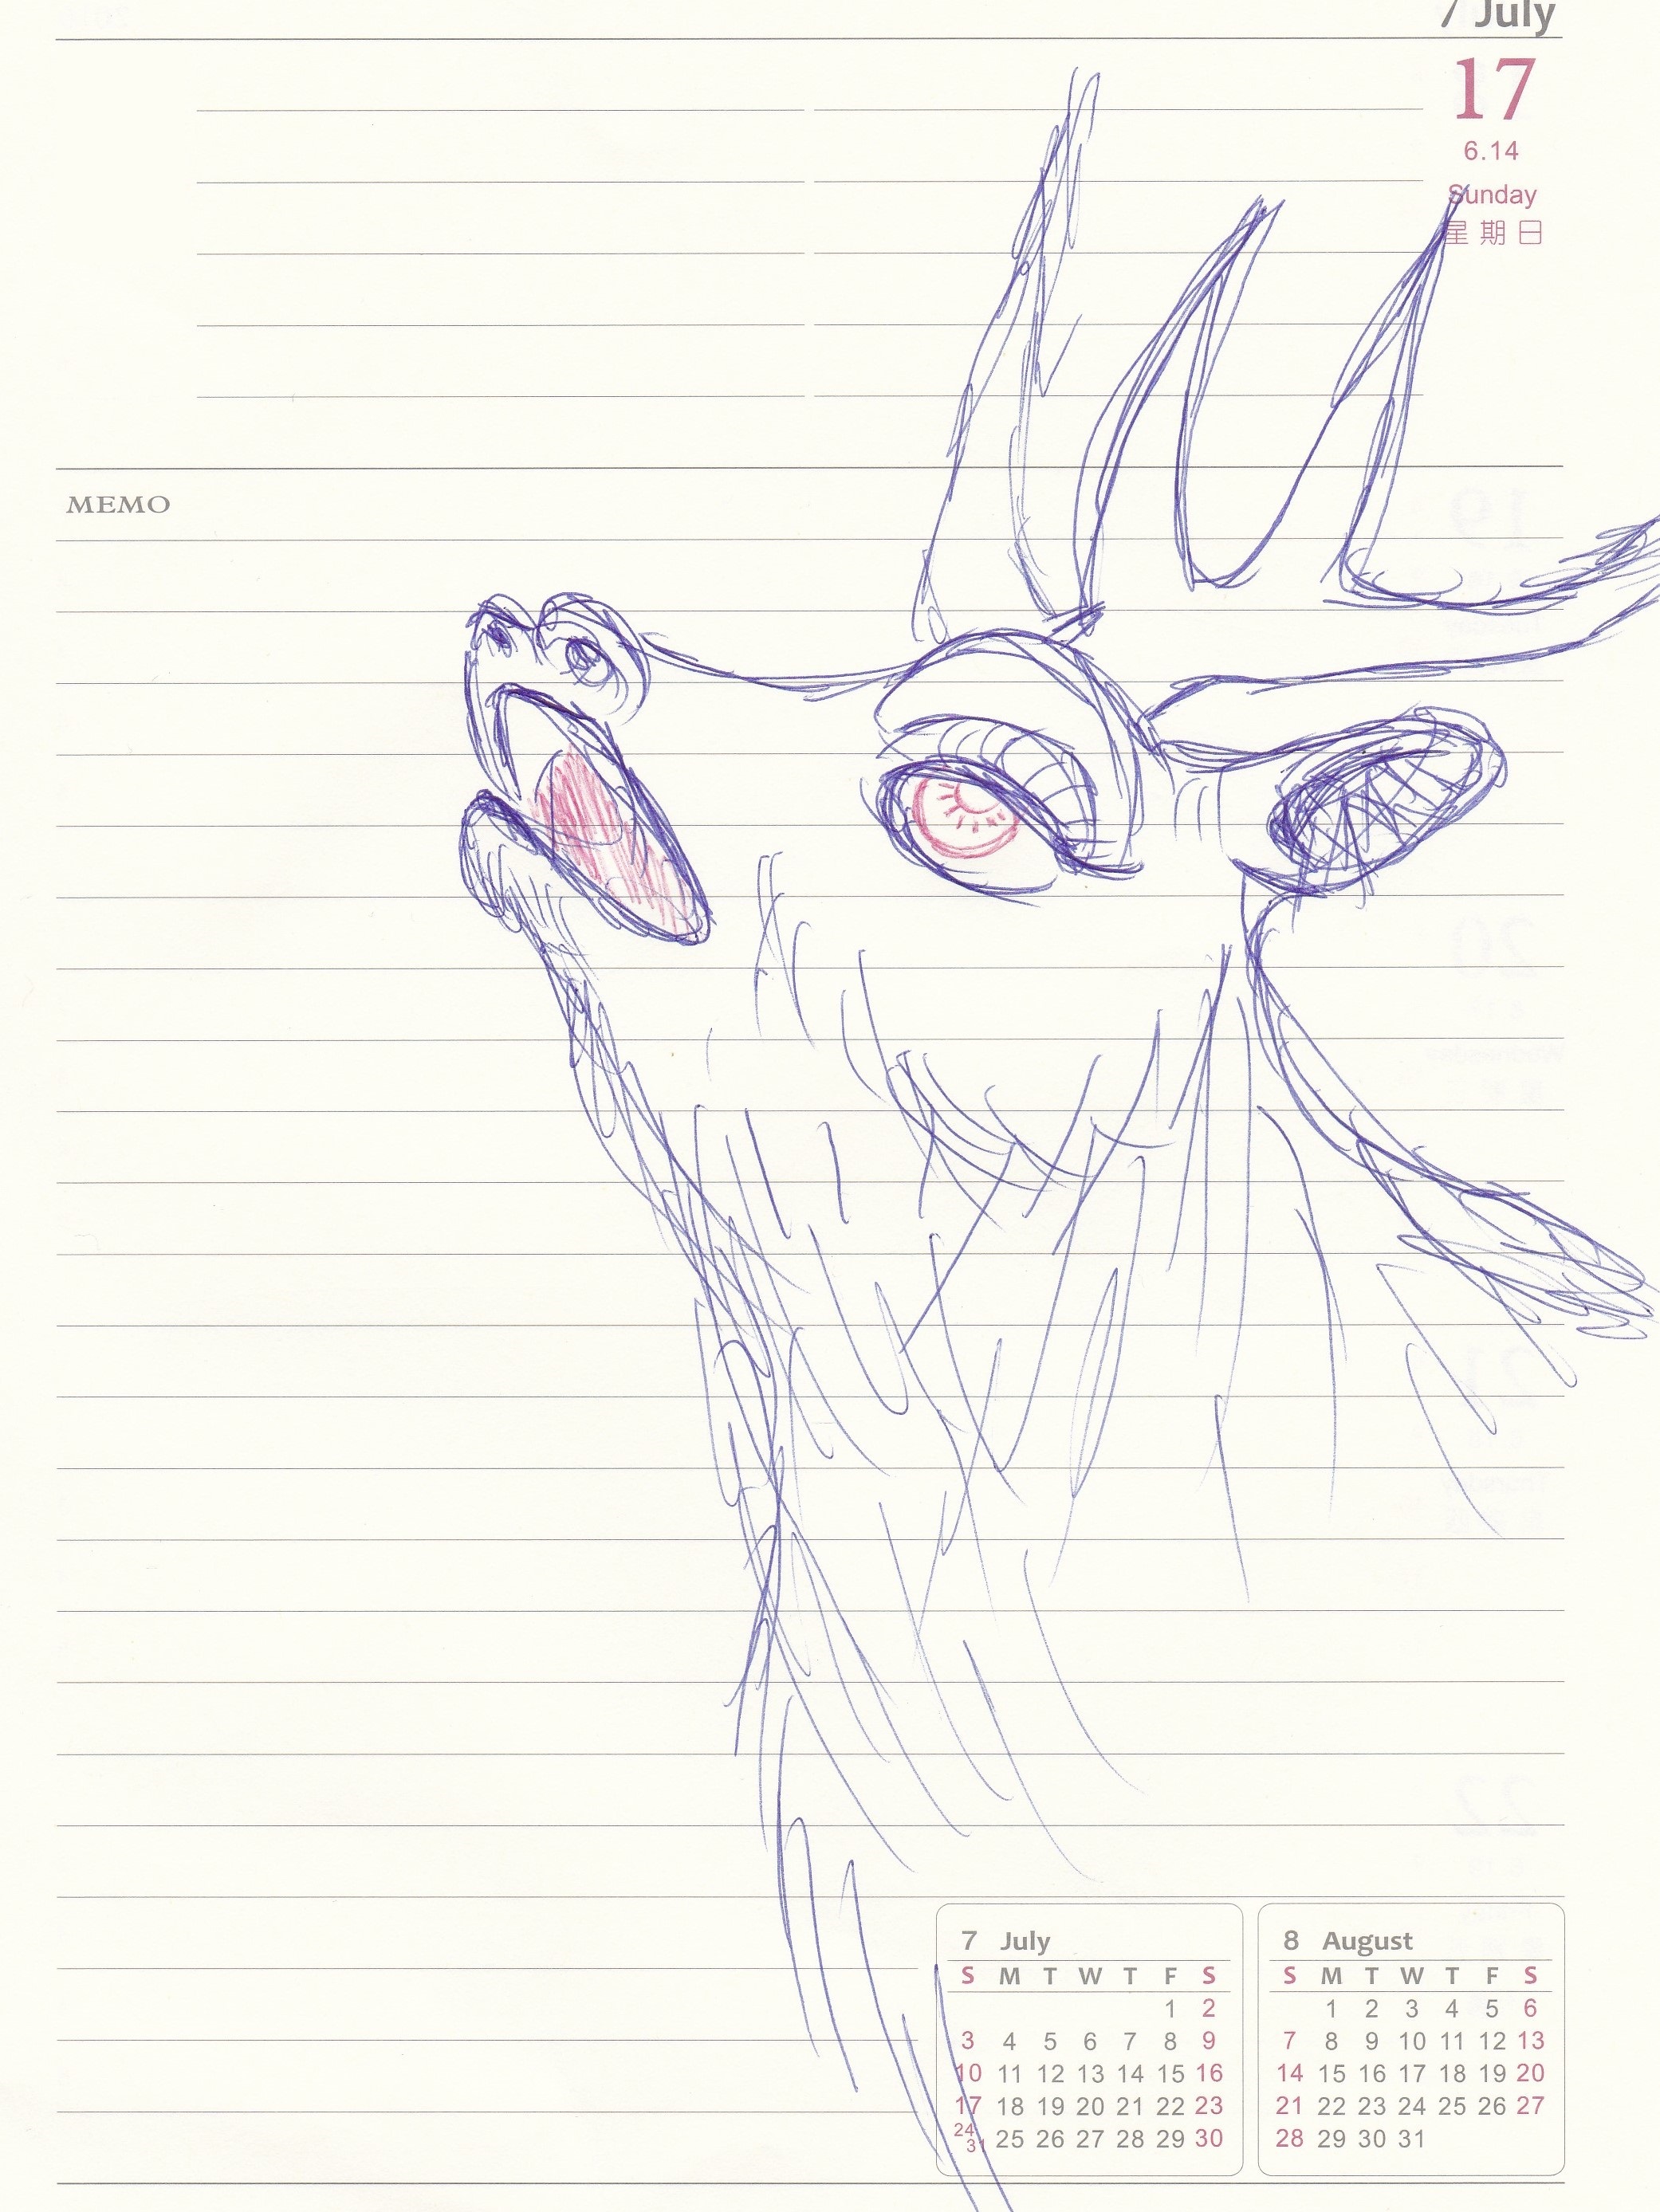 7 July
17
6.14
Sunday
星期日
MEMO
7 July
S M T W T F S
1 2
3 4 5 6 7 8 9
10 11 12 13 14 15 16
17 18 19 20 21 22 23
24 31 25 26 27 28 29 30
8 August
S M T W T F S
1 2 3 4 5 6
7 8 9 10 11 12 13
14 15 16 17 18 19 20
21 22 23 24 25 26 27
28 29 30 31